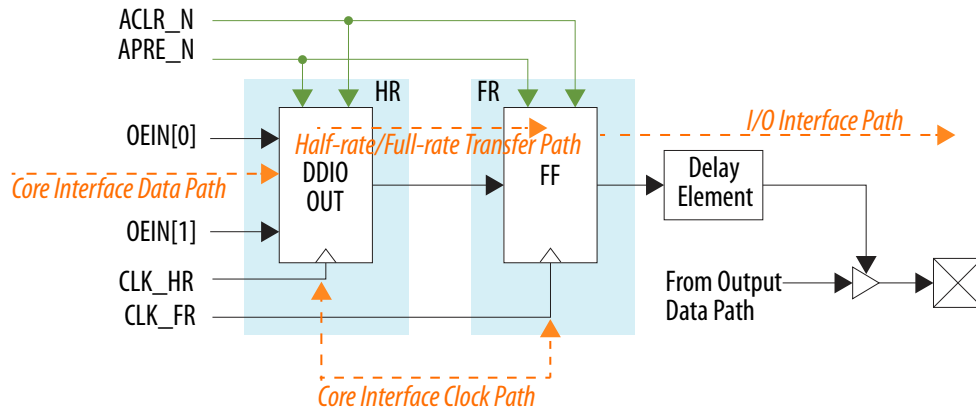 ACLR_N
APRE_N
HR
FR
OEIN[0]
I/O Interface Path
Half-rate/Full-rate Transfer Path
DDIO
OUT
FF
Delay
Element
Core Interface Data Path
OEIN[1]
CLK_HR
From Output
Data Path
CLK_FR
Core Interface Clock Path